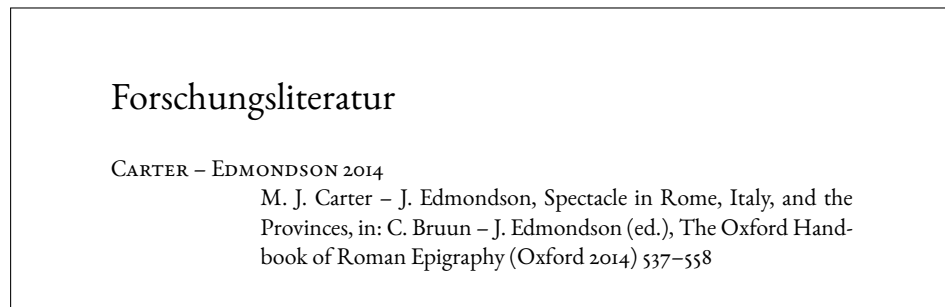 Forschungsliteratur
Carter – Edmondson 2014
M. J. Carter – J. Edmondson, Spectacle in Rome, Italy, and the
Provinces, in: C. Bruun – J. Edmondson (ed.), The Oxford Hand-
book of Roman Epigraphy (Oxford 2014) 537–558